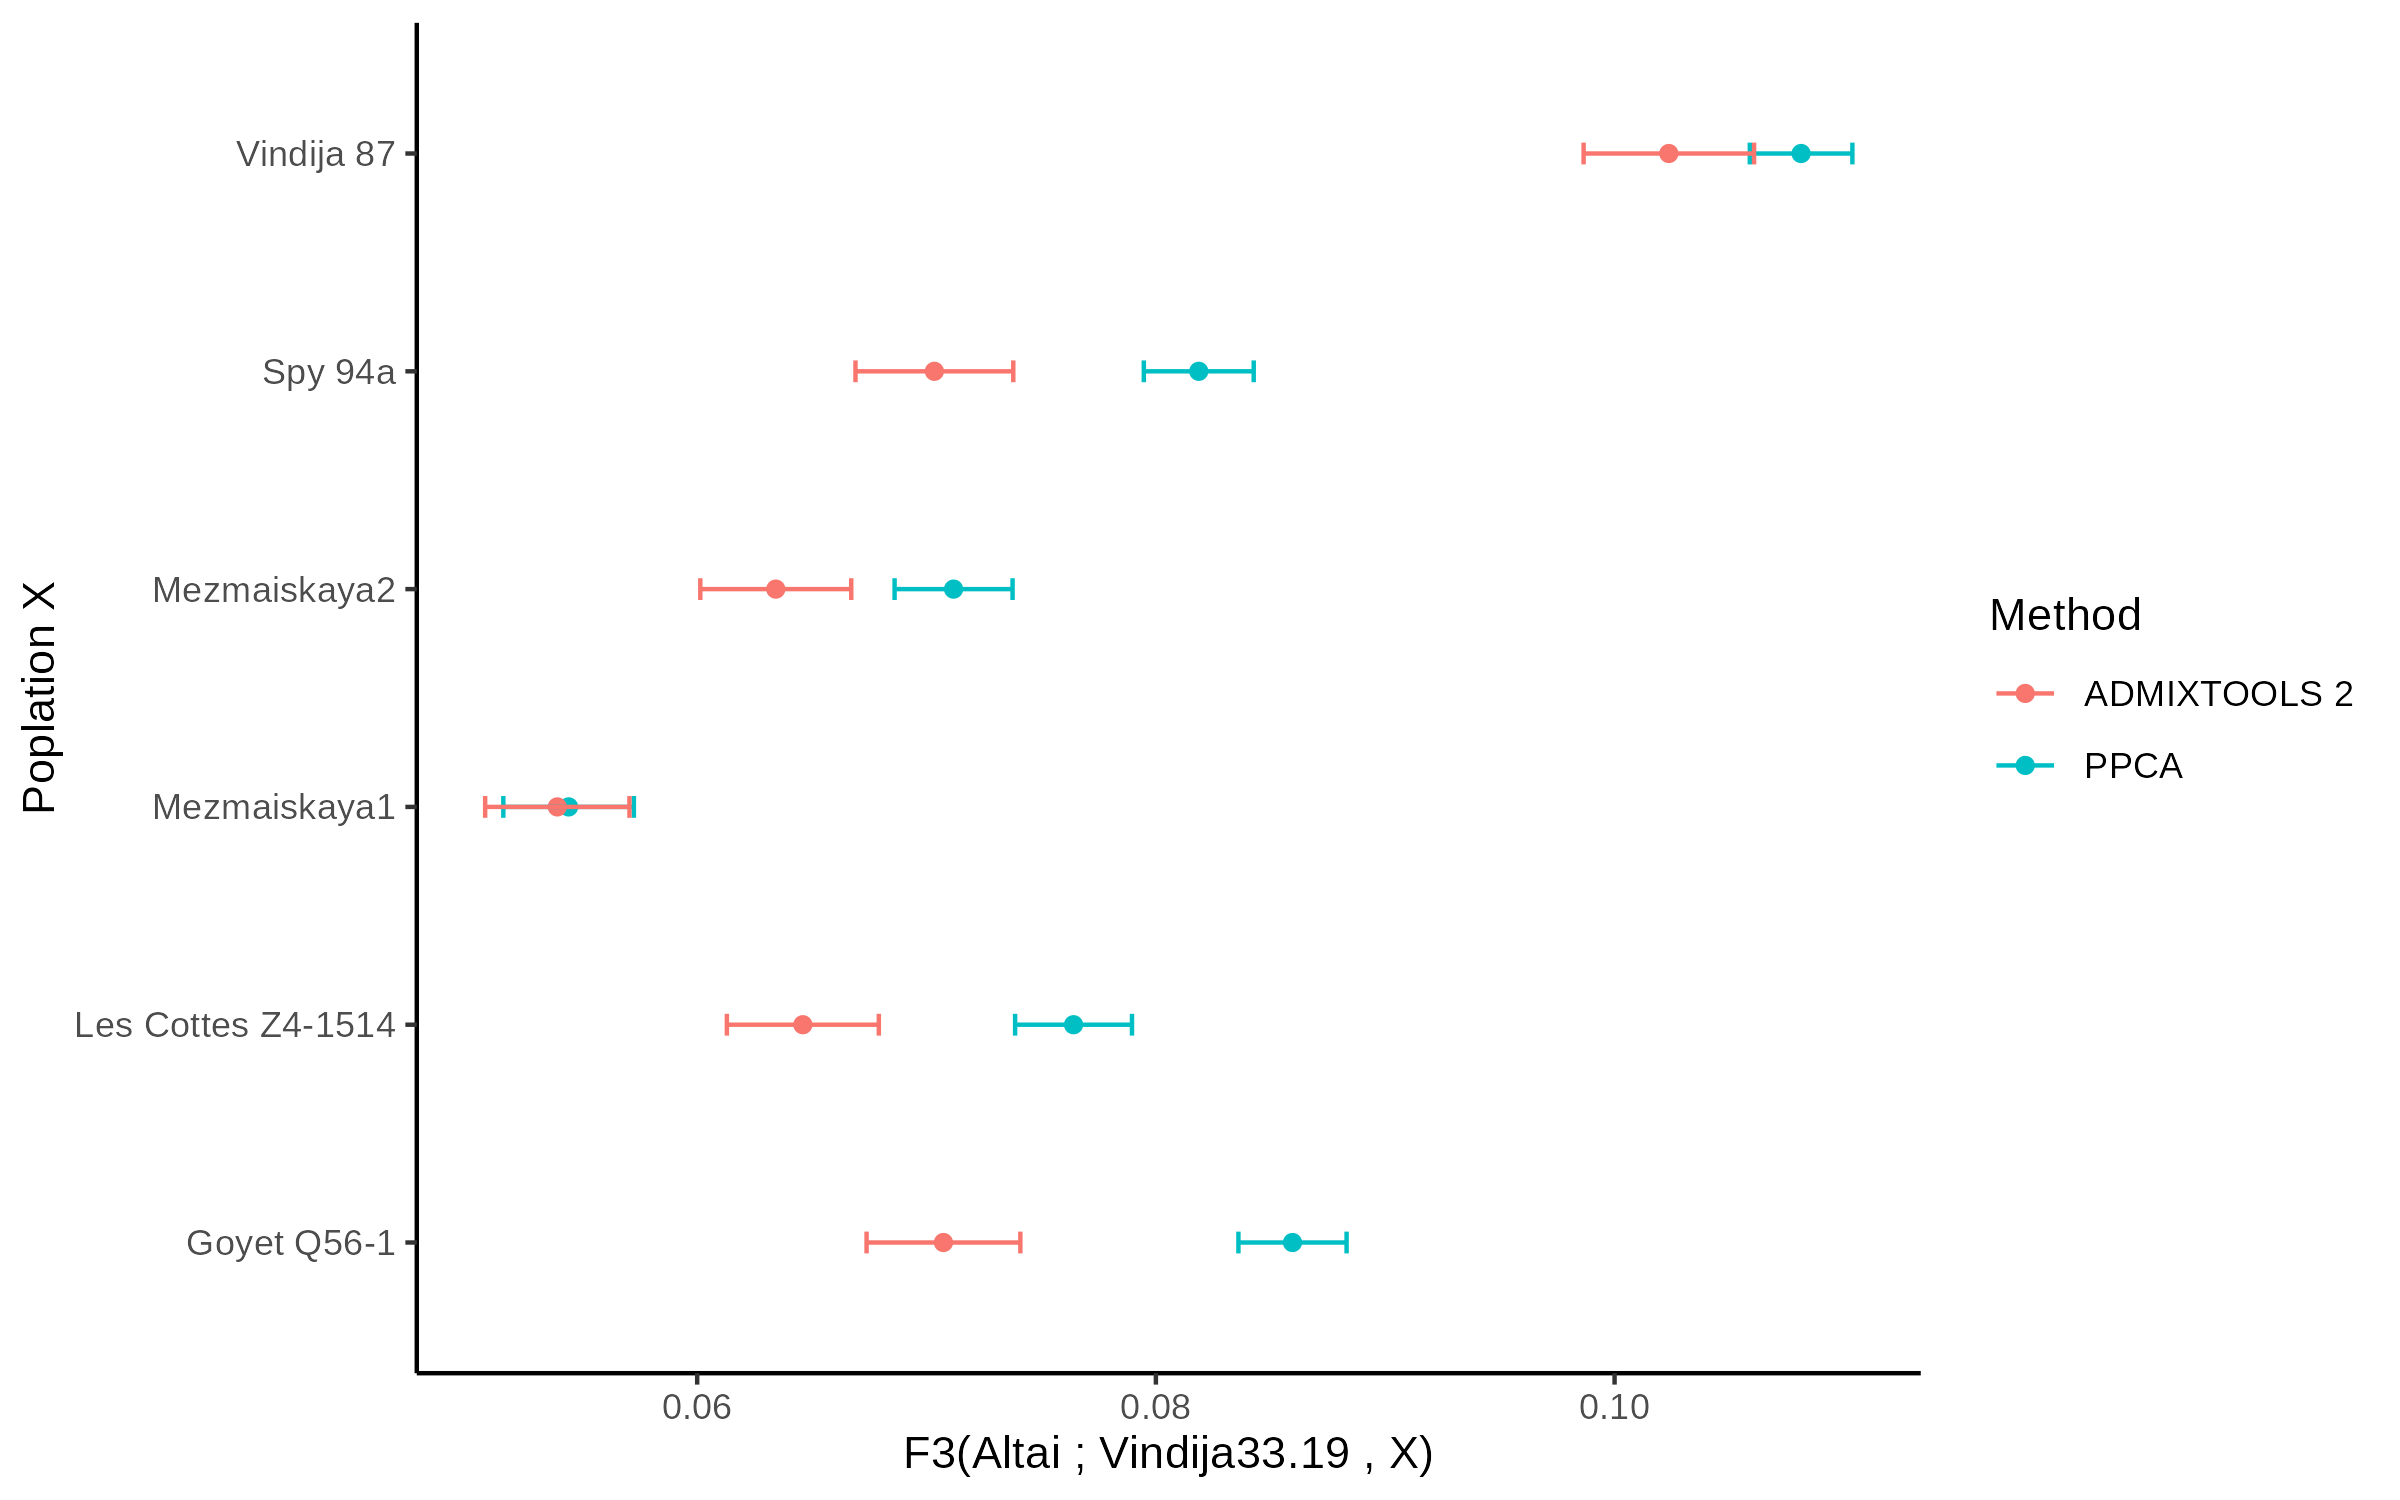 Vindija 87
Spy 94a
Mezmaiskaya2
Mezmaiskaya1
Les Cottes Z4-1514
Goyet Q56-1
Poplation X
0.06 0.08 0.10
F3(Altai ; Vindija33.19 , X)
Method
ADMIXTOOLS 2
PPCA